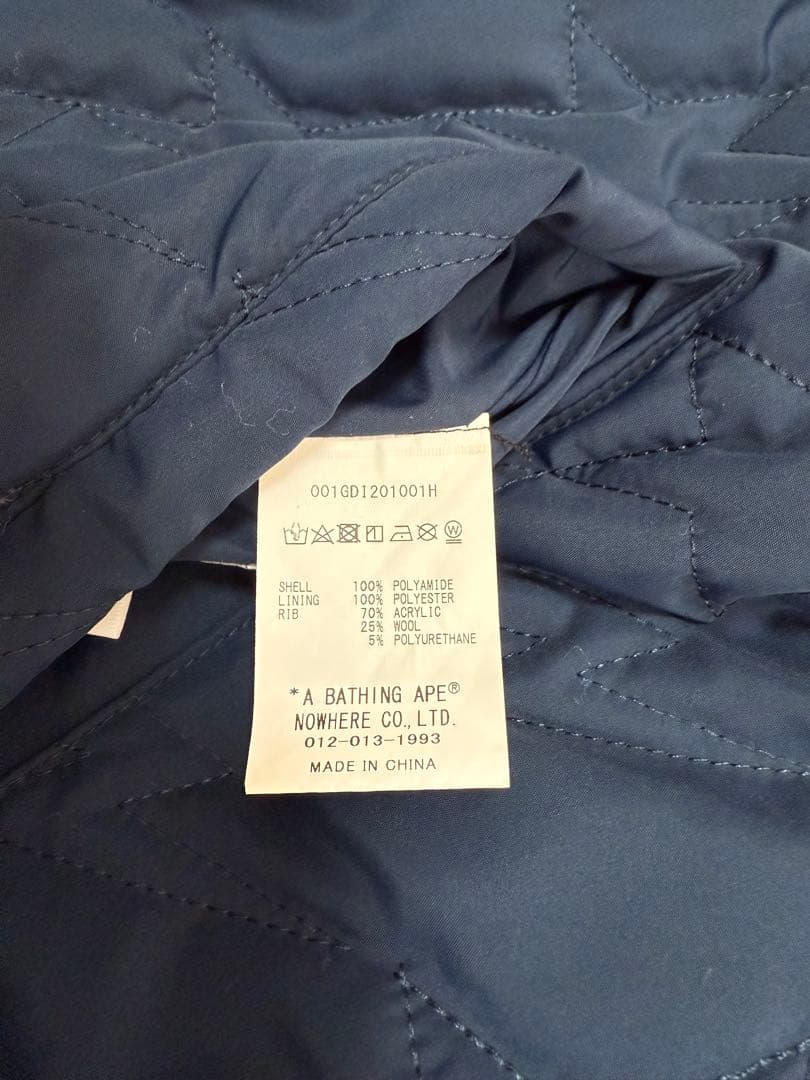 001GDI201001H
SHELL 100% POLYAMIDE
LINING 100% POLYESTER
RIB 70% ACRYLIC
25% WOOL
5% POLYURETHANE
*A BATHING APE®
NOWHERE CO.,LTD.
012-013-1993
MADE IN CHINA